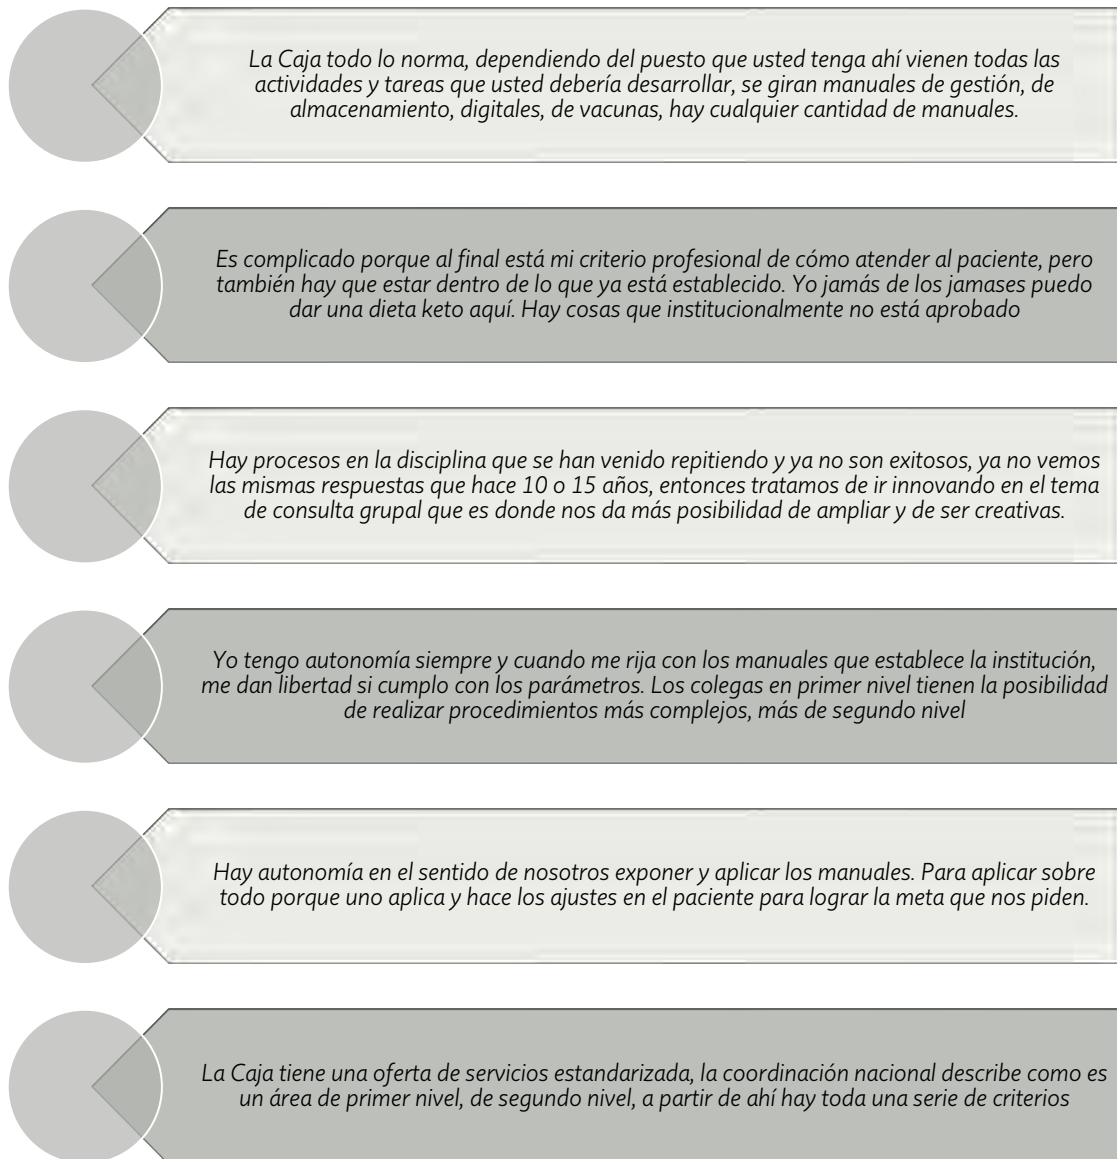 La Caja todo lo norma, dependiendo del puesto que usted tenga ahí vienen todas las
actividades y tareas que usted debería desarrollar, se giran manuales de gestión, de
almacenamiento, digitales, de vacunas, hay cualquier cantidad de manuales.
Es complicado porque al final está mi criterio profesional de cómo atender al paciente, pero
también hay que estar dentro de lo que ya está establecido. Yo jamás de los jamases puedo
dar una dieta keto aquí. Hay cosas que institucionalmente no está aprobado
Hay procesos en la disciplina que se han venido repitiendo y ya no son exitosos, ya no vemos
las mismas respuestas que hace 10 o 15 años, entonces tratamos de ir innovando en el tema
de consulta grupal que es donde nos da más posibilidad de ampliar y de ser creativas.
Yo tengo autonomía siempre y cuando me rija con los manuales que establece la institución,
me dan libertad si cumplo con los parámetros. Los colegas en primer nivel tienen la posibilidad
de realizar procedimientos más complejos, más de segundo nivel
Hay autonomía en el sentido de nosotros exponer y aplicar los manuales. Para aplicar sobre
todo porque uno aplica y hace los ajustes en el paciente para lograr la meta que nos piden.
La Caja tiene una oferta de servicios estandarizada, la coordinación nacional describe como es
un área de primer nivel, de segundo nivel, a partir de ahí hay toda una serie de criterios